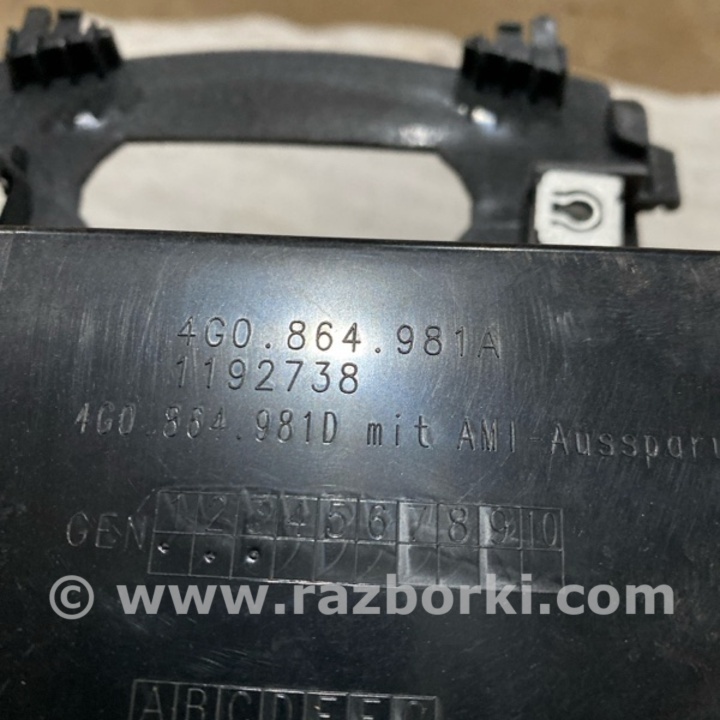 4G0.864.981A
1192738
4G0.864.981D mit AMI-Ausspar
GEN 1 2 3 4 5 6 7 8 9 10
© www.razborki.com
A B C D E F G